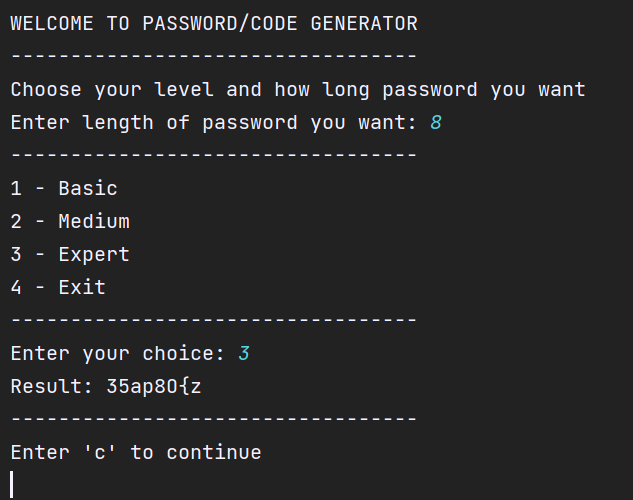 WELCOME TO PASSWORD/CODE GENERATOR
----------------------------------
Choose your level and how long password you want
Enter length of password you want: 8
----------------------------------
1 - Basic
2 - Medium
3 - Expert
4 - Exit
----------------------------------
Enter your choice: 3
Result: 35ap8O{z
----------------------------------
Enter 'c' to continue